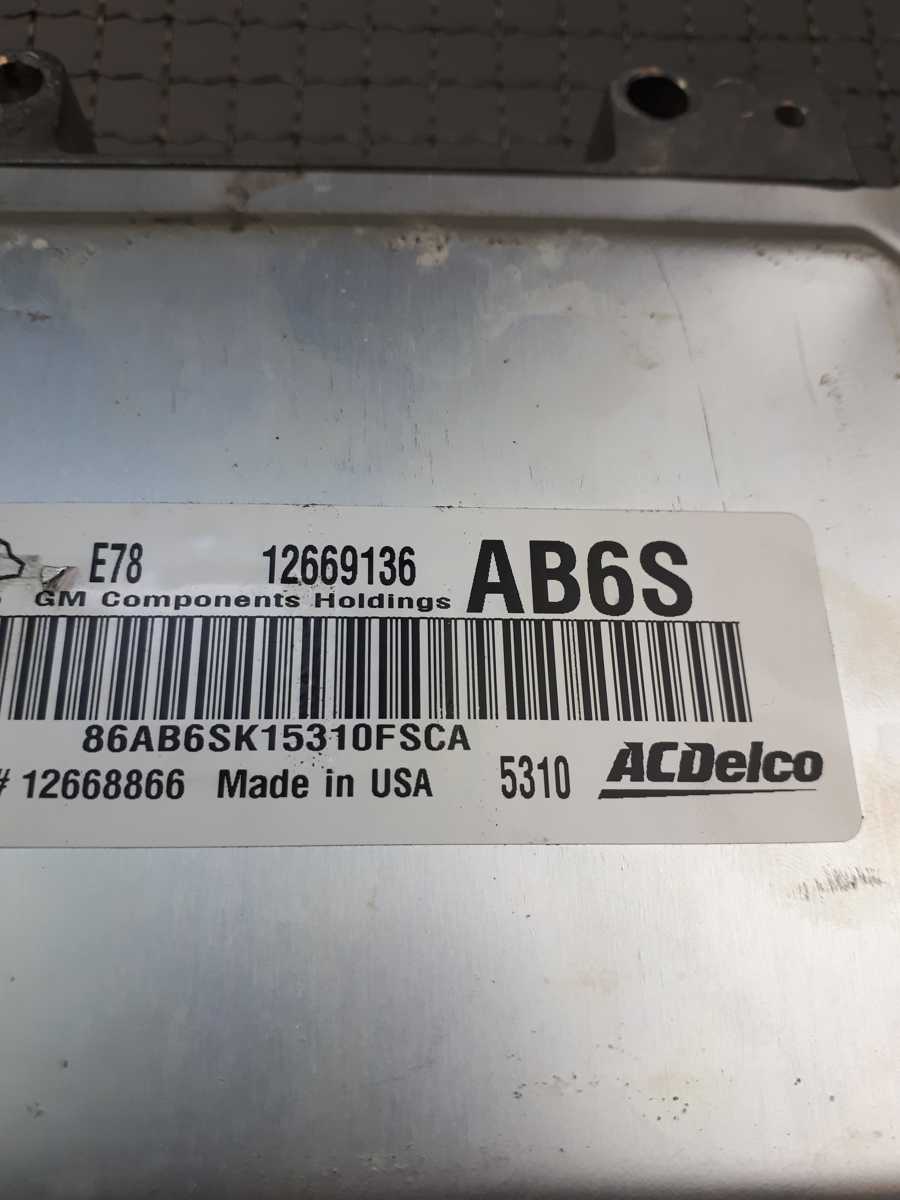 E78 12669136 AB6S
GM Components Holdings
86AB6SK15310FSCA
# 12668866 Made in USA 5310 ACDelco